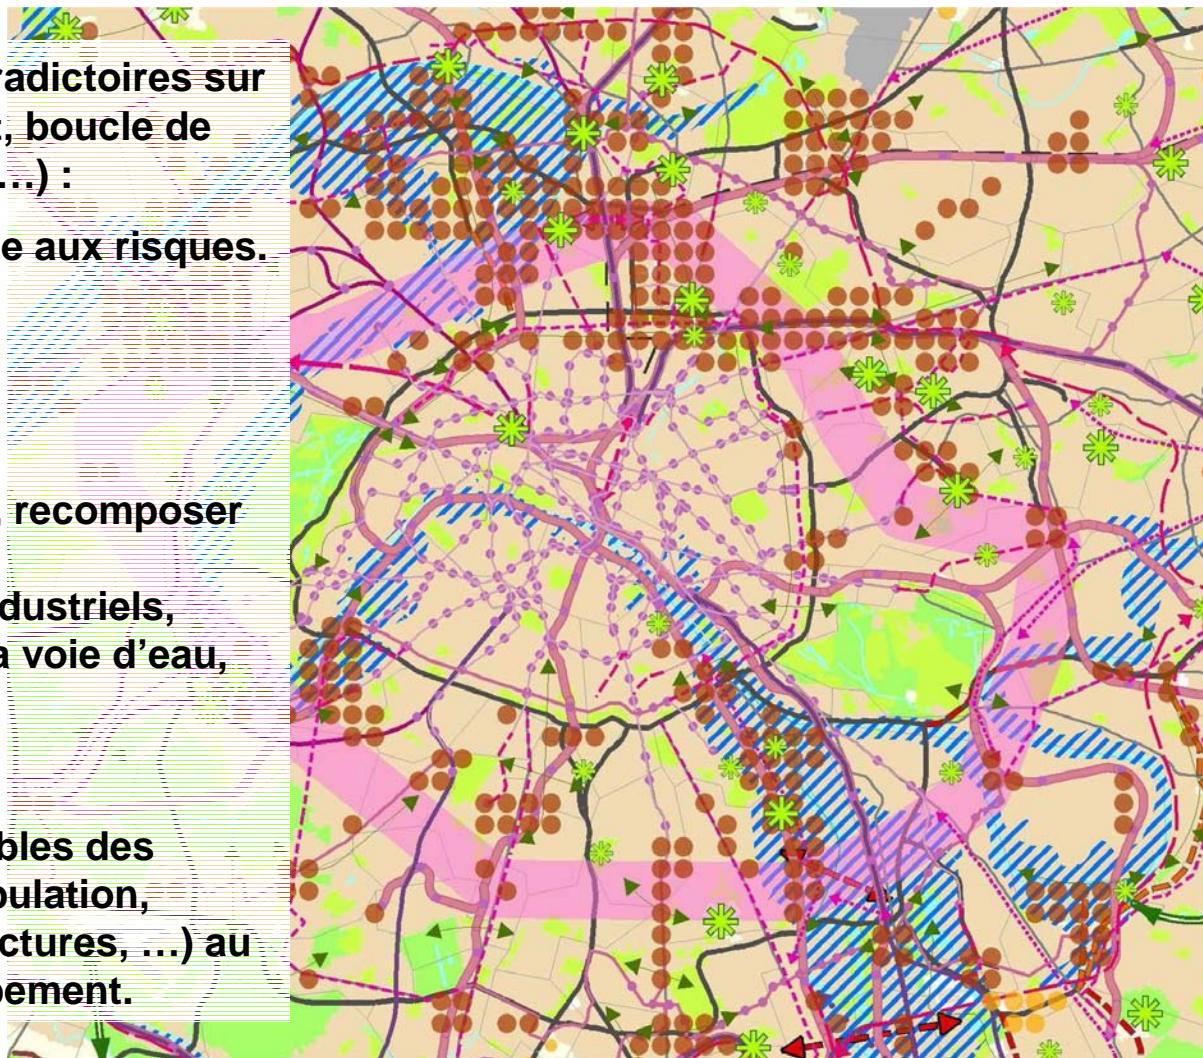 radictoires sur
, boucle de
…) :
e aux risques.
, recomposer
dustriels,
a voie d’eau,
bles des
pulation,
ctures, …) au
pement.